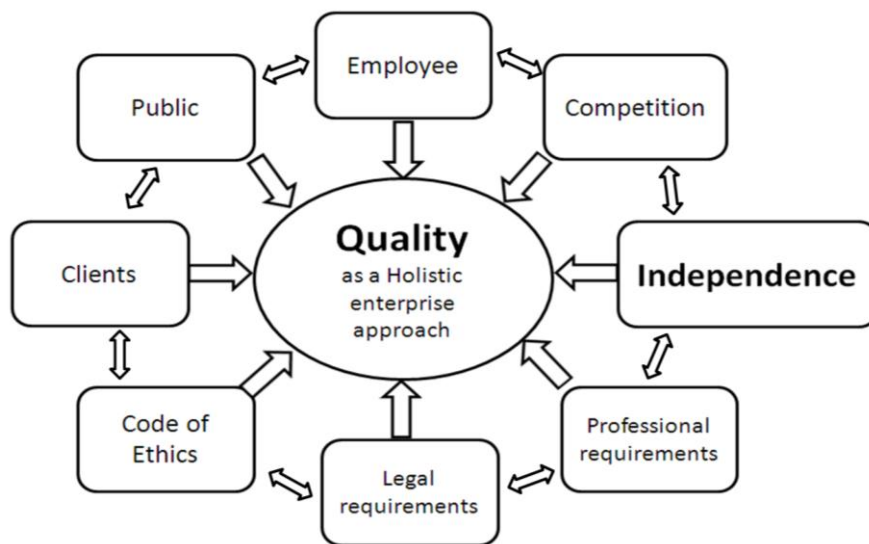 Employee
Public
Competition
Quality
as a Holistic
enterprise
approach
Clients
Independence
Code of
Ethics
Legal
requirements
Professional
requirements